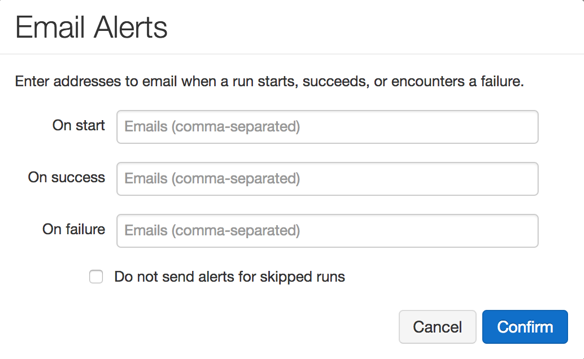 Email Alerts
Enter addresses to email when a run starts, succeeds, or encounters a failure.
On start Emails (comma-separated)
On success Emails (comma-separated)
On failure Emails (comma-separated)
Do not send alerts for skipped runs
Cancel Confirm